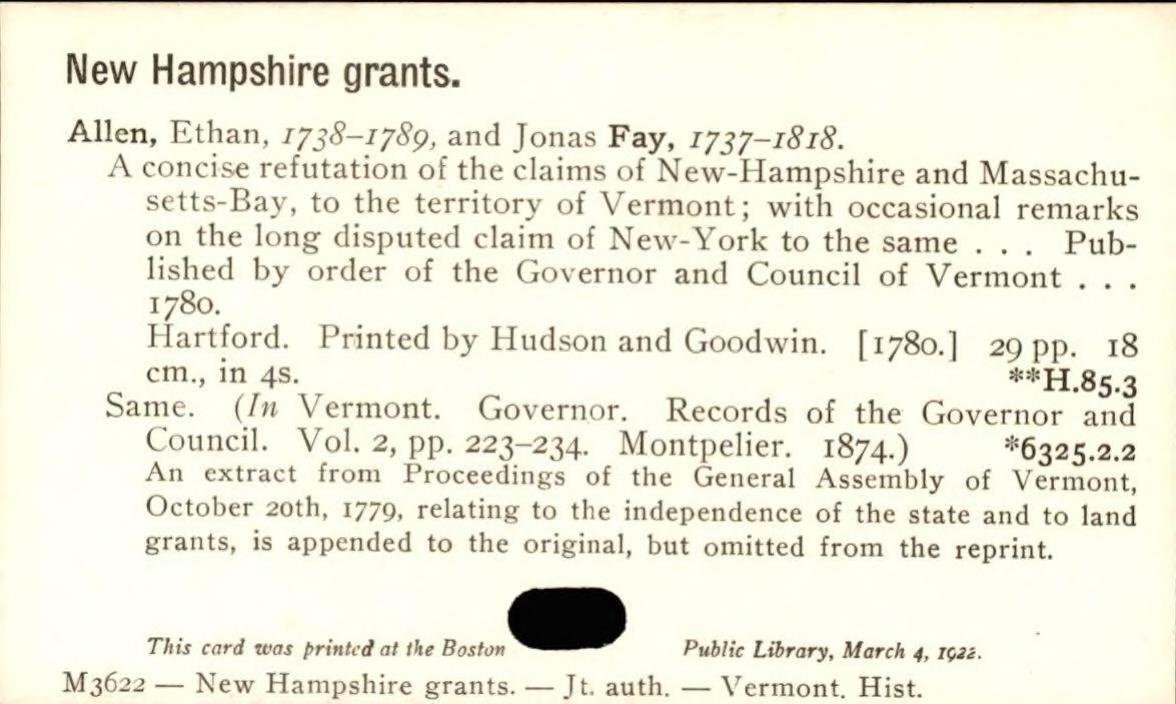 New Hampshire grants.
Allen, Ethan, 1738–1789, and Jonas Fay, 1737–1818.
A concise refutation of the claims of New-Hampshire and Massachu-
setts-Bay, to the territory of Vermont; with occasional remarks
on the long disputed claim of New-York to the same . . . Pub-
lished by order of the Governor and Council of Vermont . . .
1780.
Hartford. Printed by Hudson and Goodwin. [1780.] 29 pp. 18
cm., in 4s. **H.85.3
Same. (In Vermont. Governor. Records of the Governor and
Council. Vol. 2, pp. 223–234. Montpelier. 1874.) *6325.2.2
An extract from Proceedings of the General Assembly of Vermont,
October 20th, 1779, relating to the independence of the state and to land
grants, is appended to the original, but omitted from the reprint.
This card was printed at the Boston Public Library, March 4, 1922.
M3622 — New Hampshire grants. — Jt. auth. — Vermont. Hist.